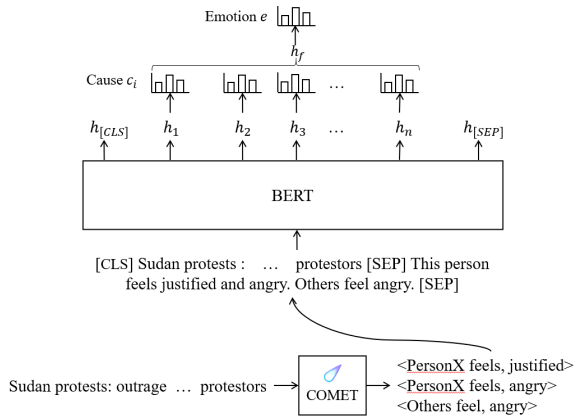 Emotion e
h_f
Cause c_i
…
h_[CLS] h_1 h_2 h_3 … h_n h_[SEP]
BERT
[CLS] Sudan protests : … protestors [SEP] This person
feels justified and angry. Others feel angry. [SEP]
<PersonX feels, justified>
Sudan protests: outrage … protestors COMET <PersonX feels, angry>
<Others feel, angry>